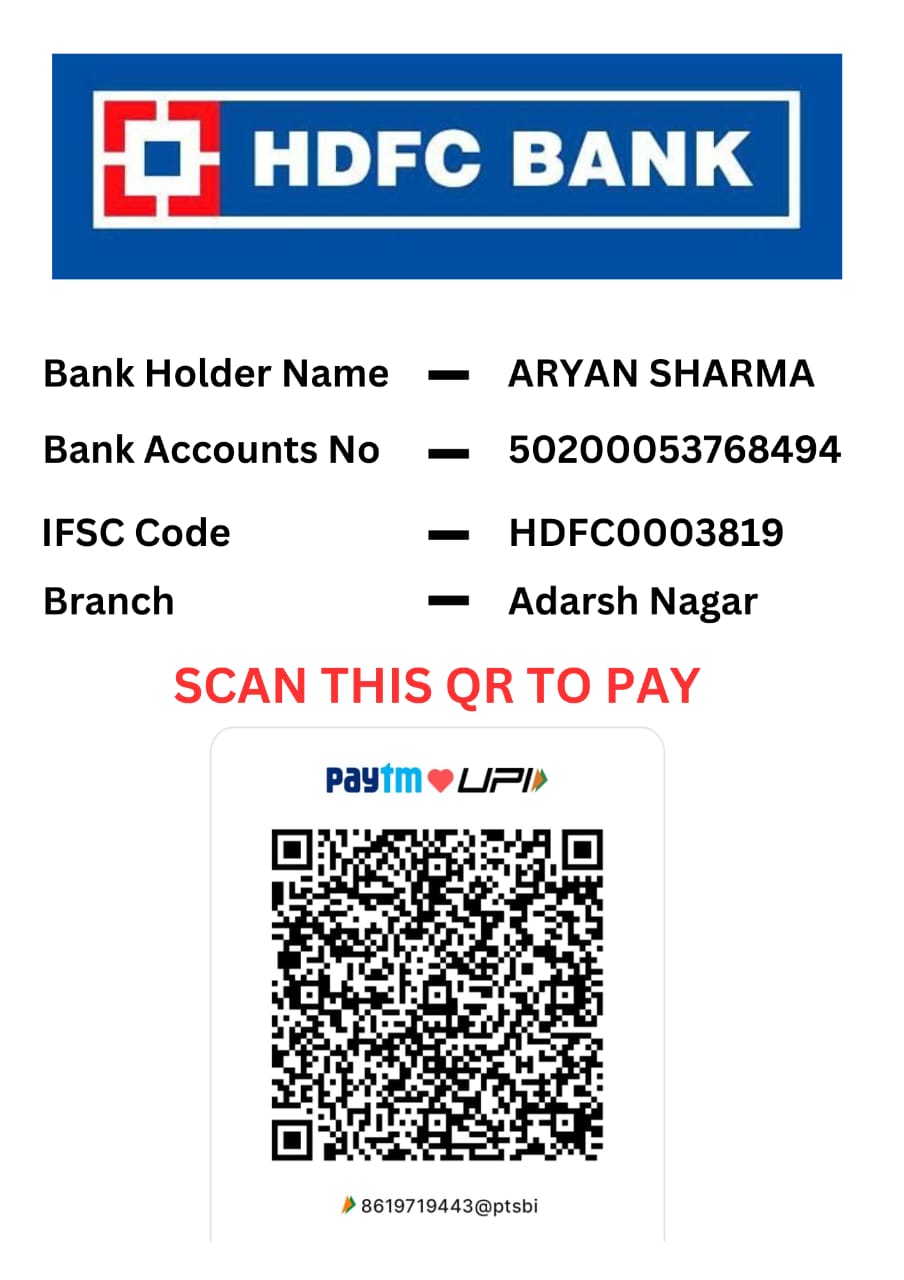 HDFC BANK
Bank Holder Name — ARYAN SHARMA
Bank Accounts No — 50200053768494
IFSC Code — HDFC0003819
Branch — Adarsh Nagar
SCAN THIS QR TO PAY
paytm UPI
8619719443@ptsbi